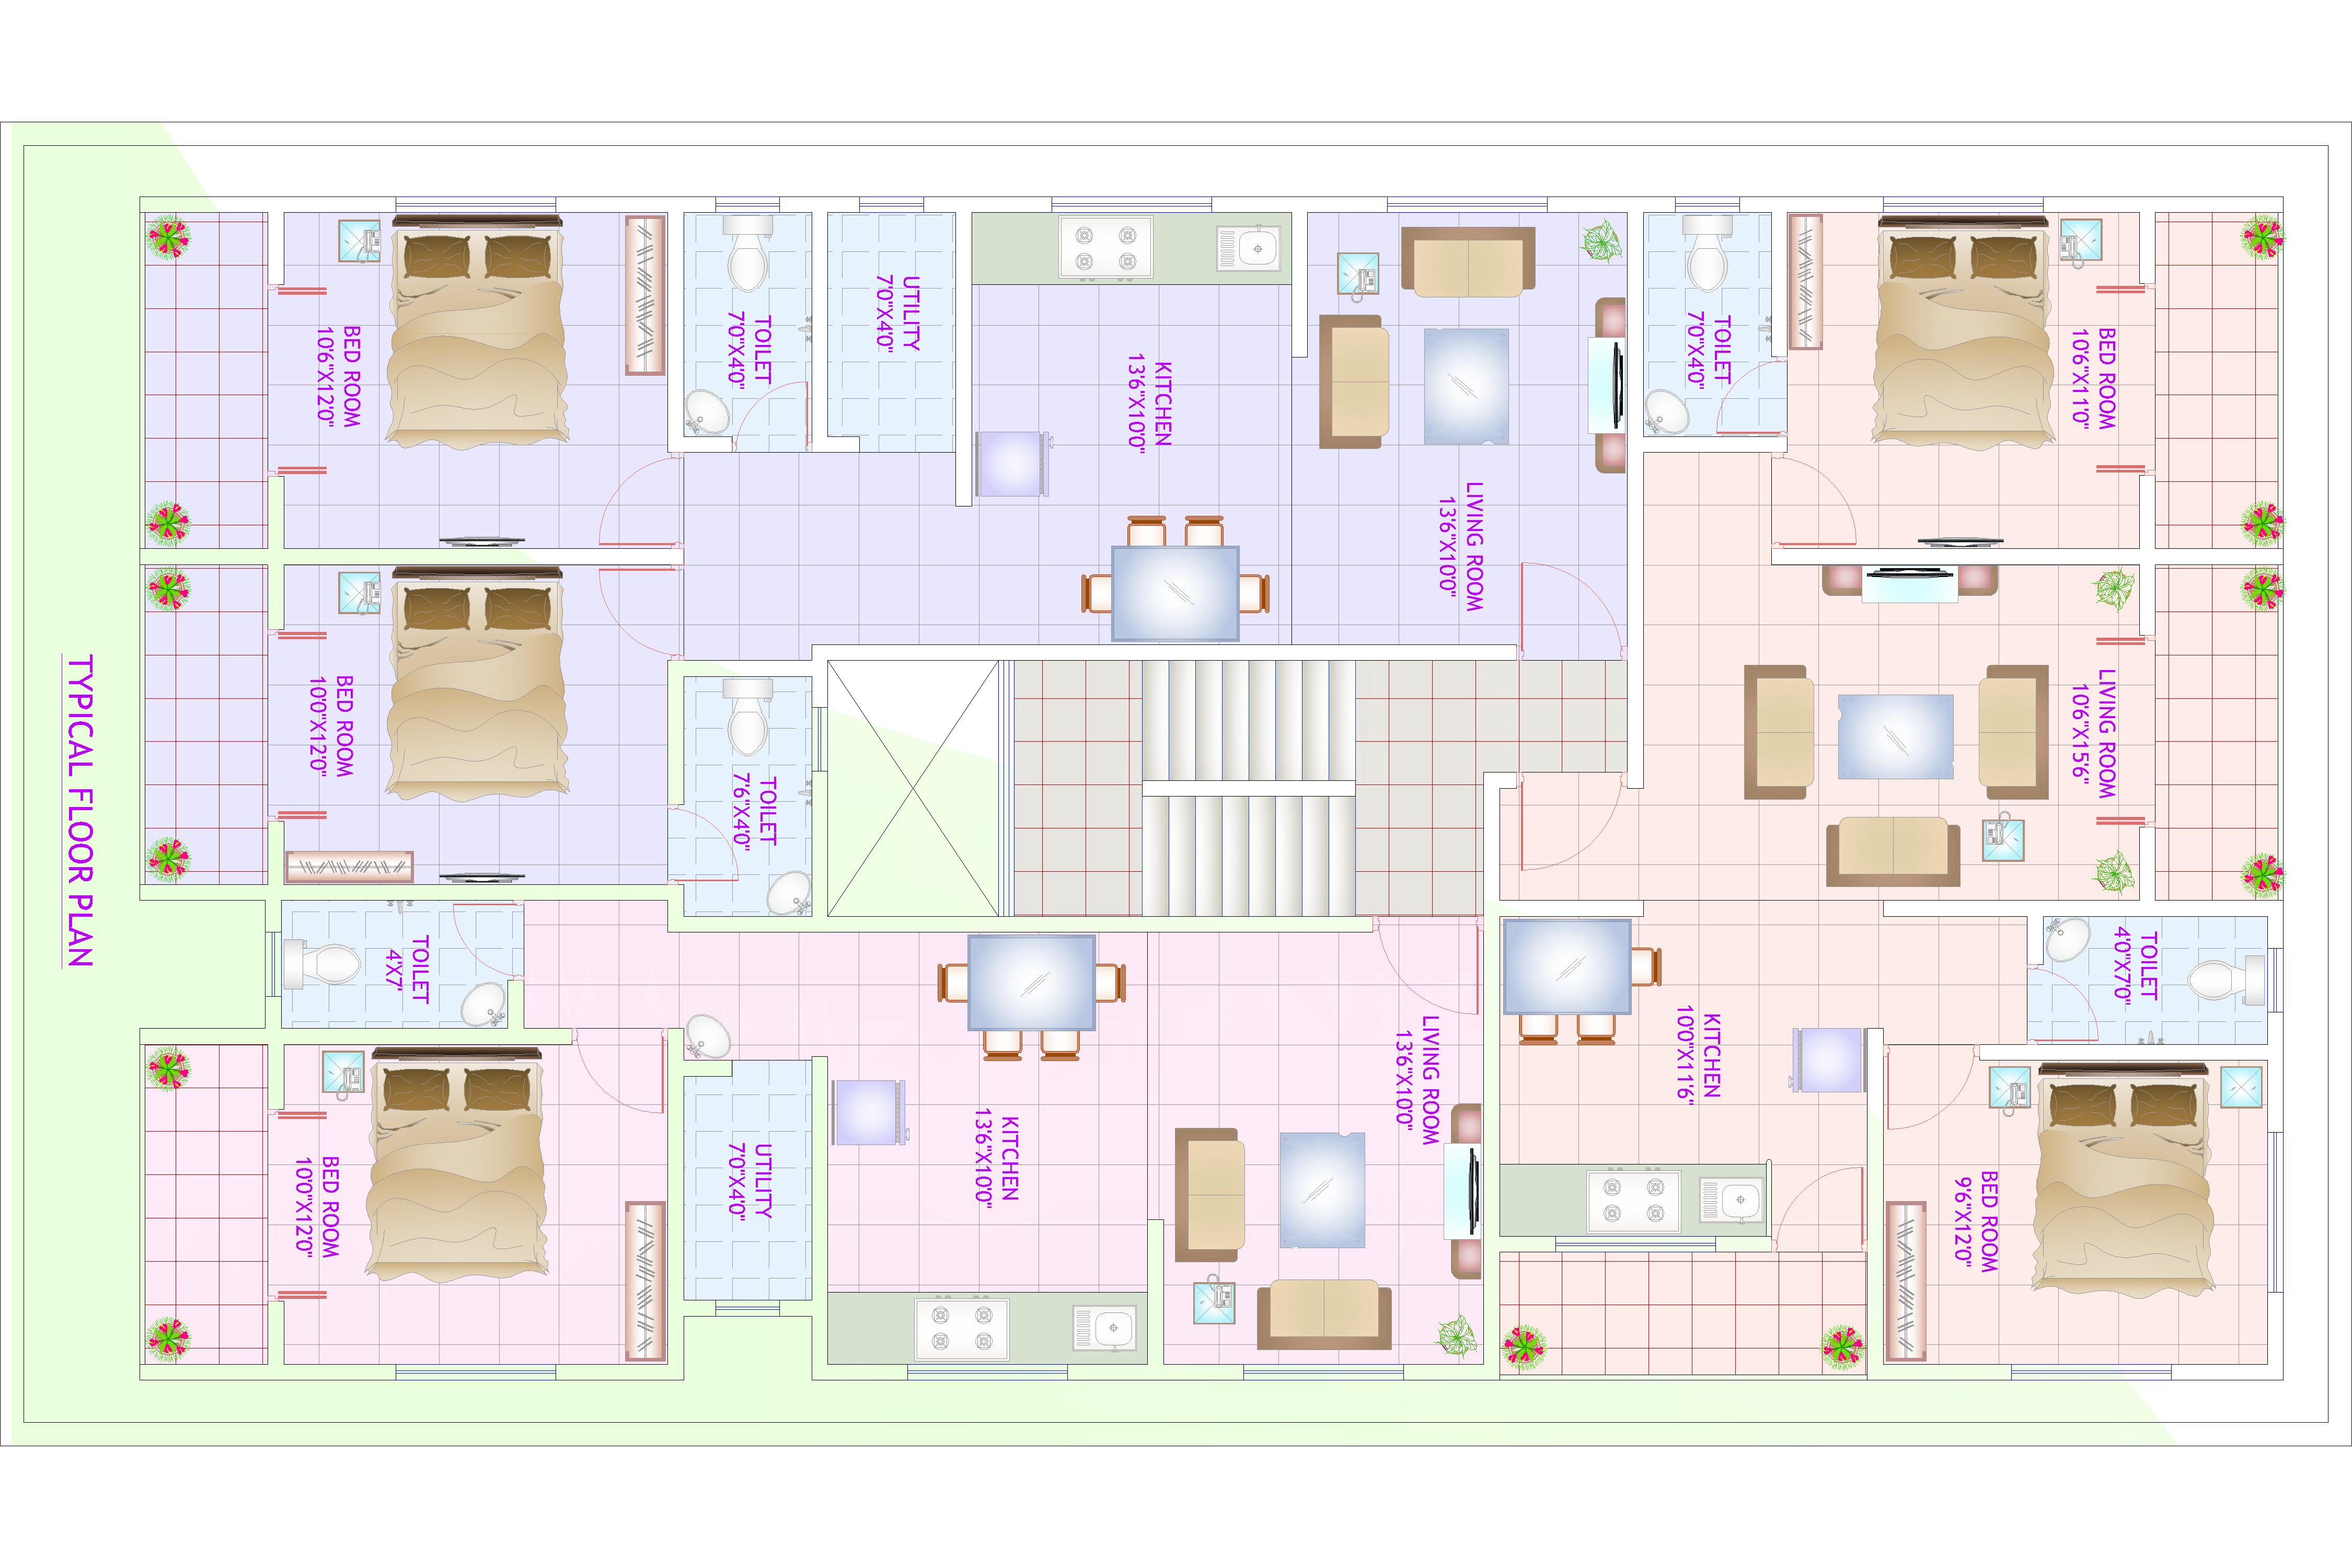 BED ROOM
10'6"X12'0"
TOILET
7'0"X4'0"
UTILITY
7'0"X4'0"
KITCHEN
13'6"X10'0"
LIVING ROOM
13'6"X10'0"
TOILET
7'0"X4'0"
BED ROOM
10'6"X11'0"
BED ROOM
10'0"X12'0"
TOILET
7'6"X4'0"
LIVING ROOM
10'6"X15'6"
TOILET
4'X7'
TOILET
4'0"X7'0"
KITCHEN
10'0"X11'6"
LIVING ROOM
13'6"X10'0"
BED ROOM
10'0"X12'0"
UTILITY
7'0"X4'0"
KITCHEN
13'6"X10'0"
BED ROOM
9'6"X12'0"
TYPICAL FLOOR PLAN